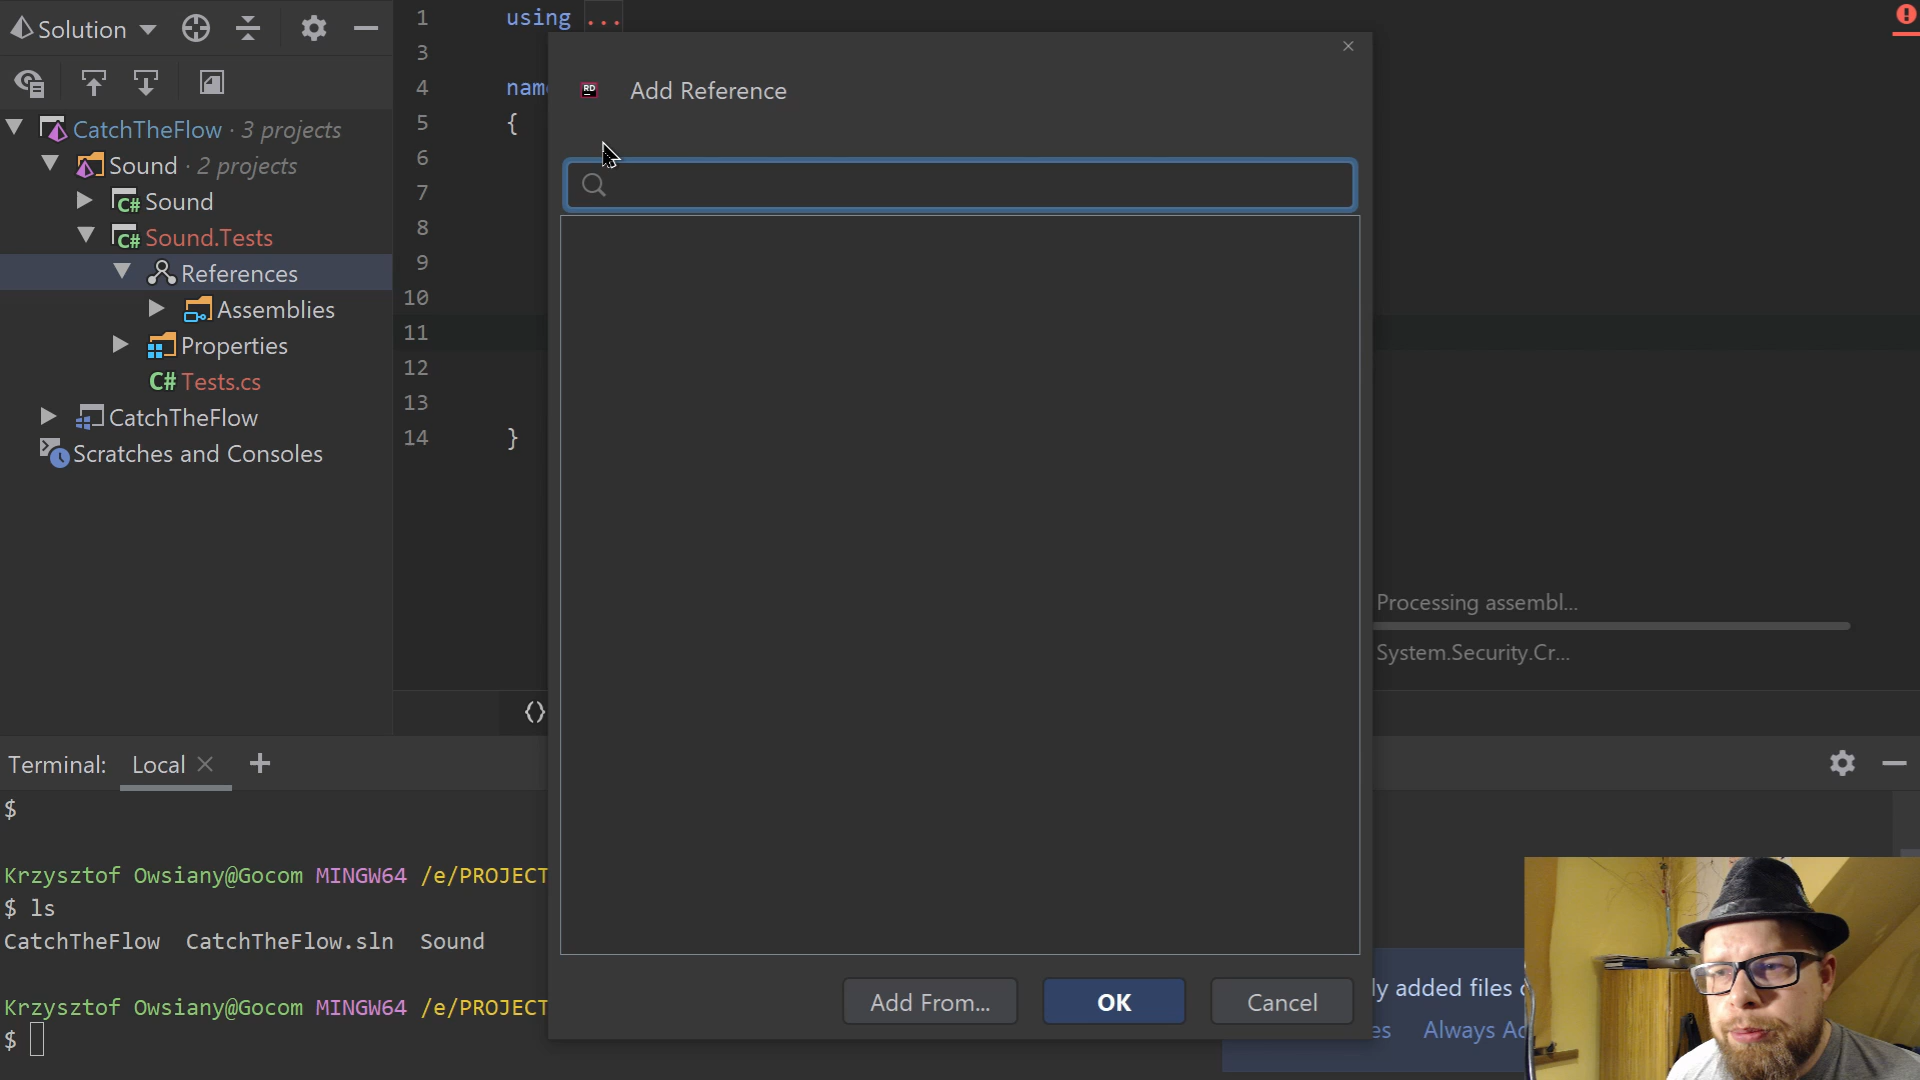 Solution
CatchTheFlow · 3 projects
Sound · 2 projects
C# Sound
C# Sound.Tests
References
Assemblies
Properties
C# Tests.cs
CatchTheFlow
Scratches and Consoles
1 using ...
3
4 nam
5 {
6
7
8
9
10
11
12
13
14 }
{}
RD Add Reference
Add From...
OK
Cancel
Processing assembl...
System.Security.Cr...
Terminal: Local
$
Krzysztof Owsiany@Gocom MINGW64 /e/PROJECT
$ ls
CatchTheFlow CatchTheFlow.sln Sound
Krzysztof Owsiany@Gocom MINGW64 /e/PROJECT
$
ly added files
es Always